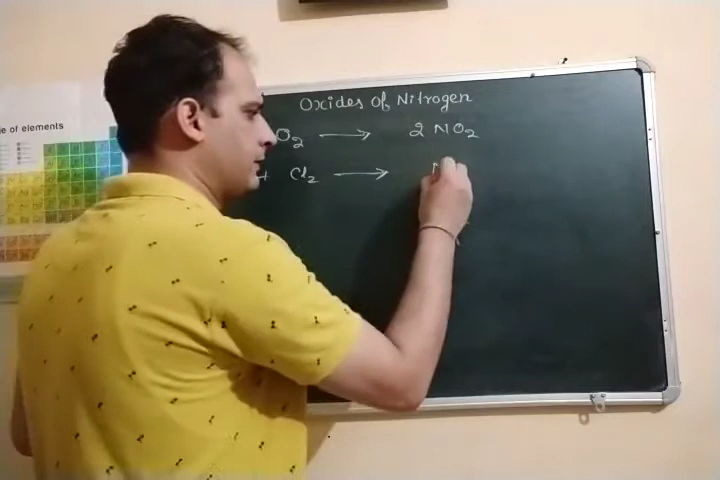 Oxides Of Nitrogen
O2 → 2 NO2
+ Cl2 → N
e of elements